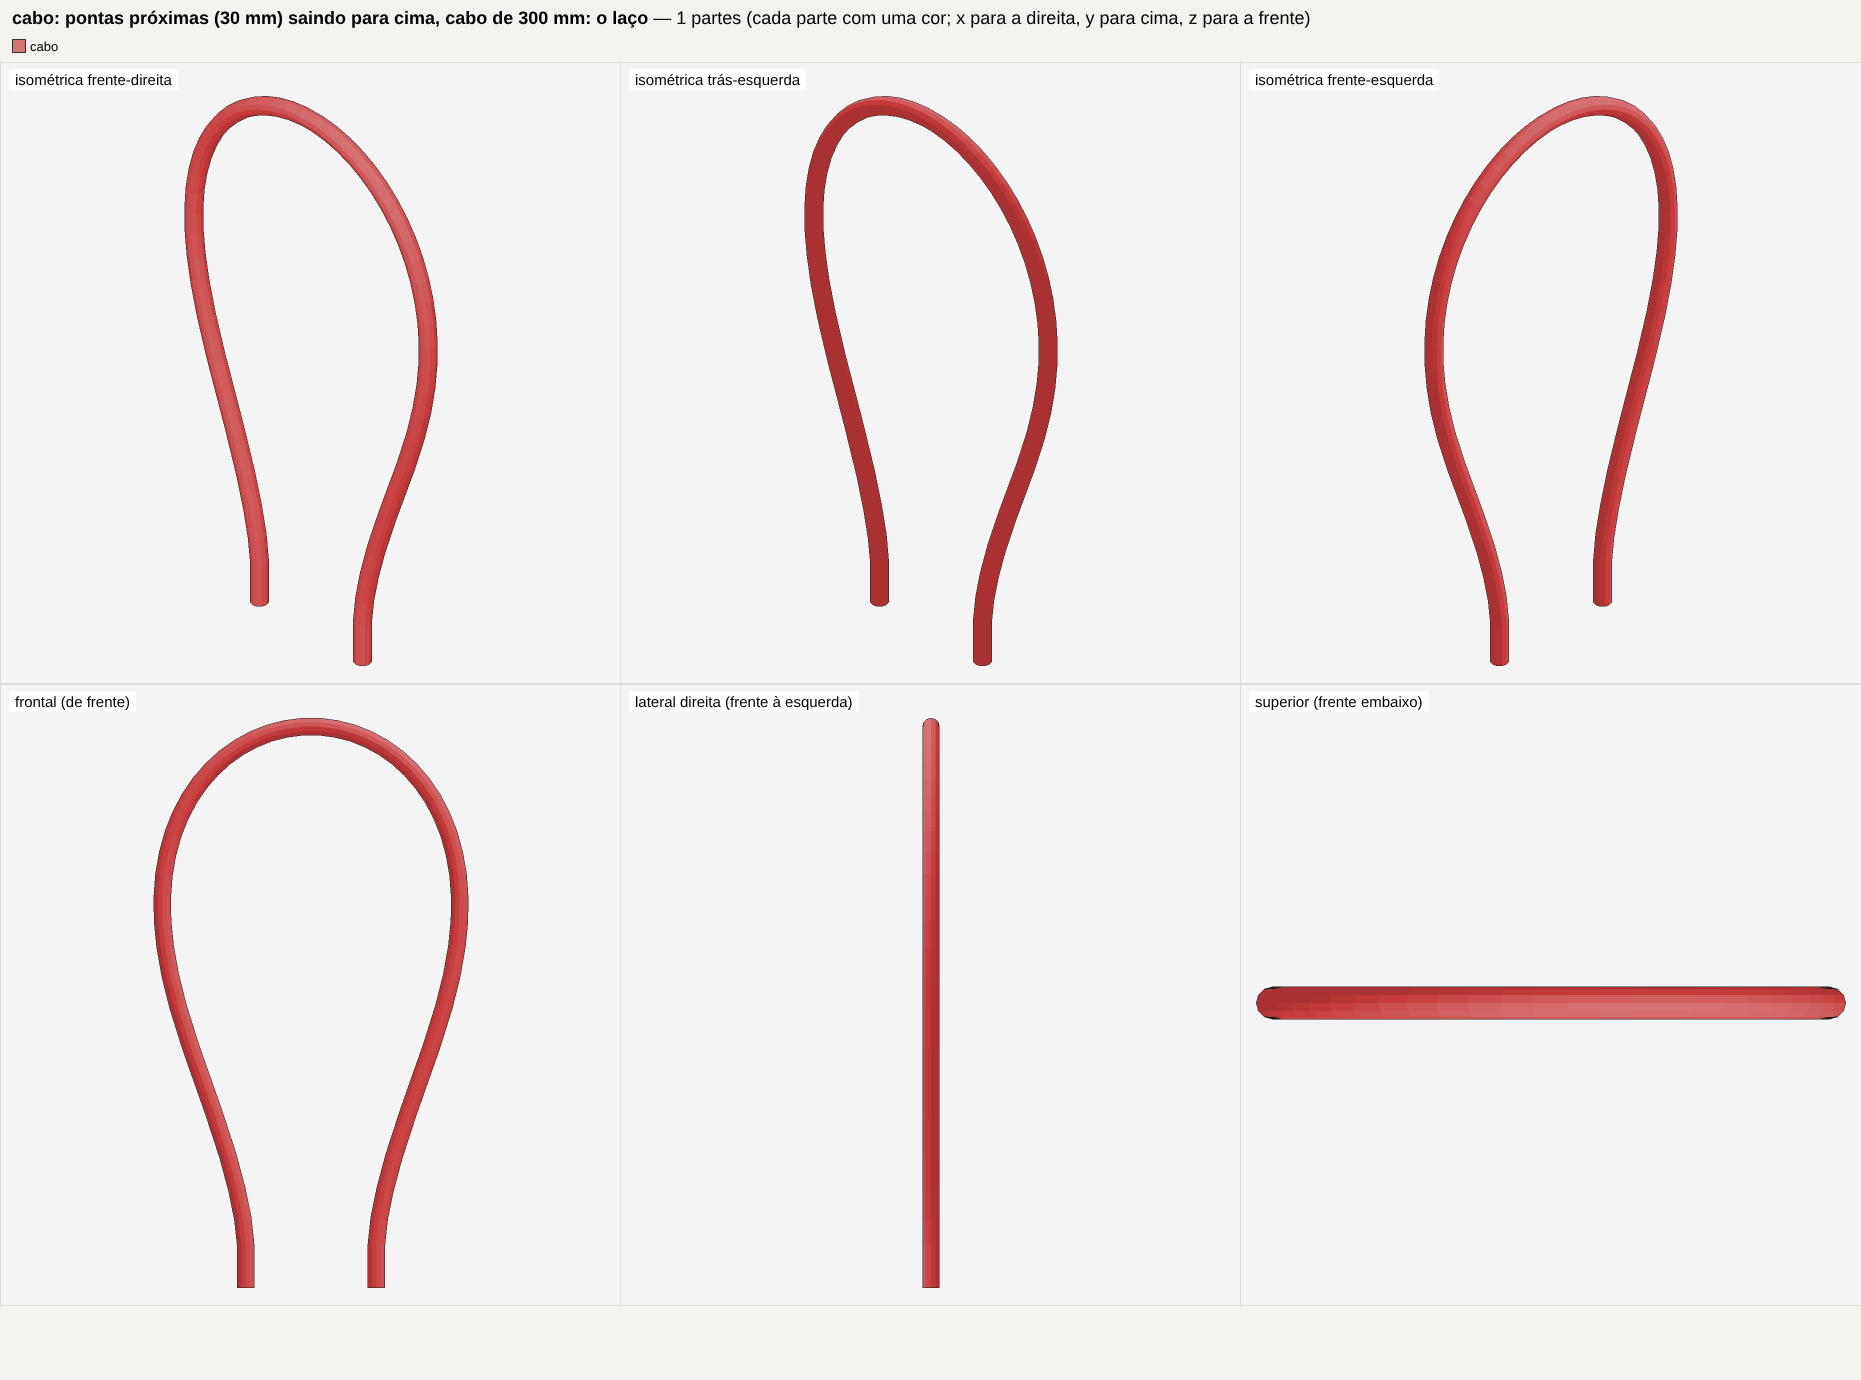 cabo: pontas próximas (30 mm) saindo para cima, cabo de 300 mm: o laço — 1 partes (cada parte com uma cor; x para a direita, y para cima, z para a frente)
cabo
isométrica frente-direita
isométrica trás-esquerda
isométrica frente-esquerda
frontal (de frente)
lateral direita (frente à esquerda)
superior (frente embaixo)